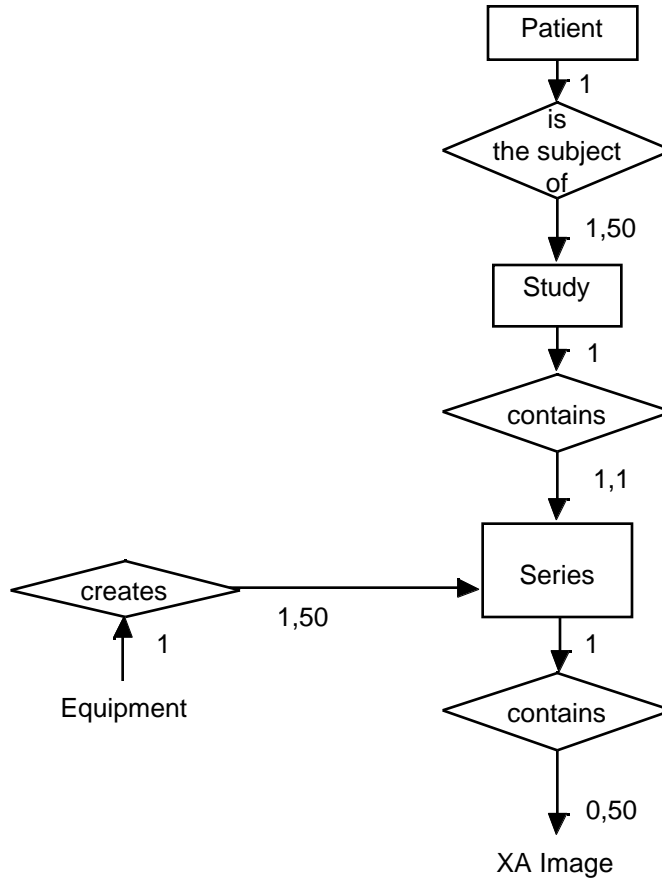 Patient
1
is
the subject
of
1,50
Study
1
contains
1,1
Series
creates
1,50
1
1
Equipment
contains
0,50
XA Image